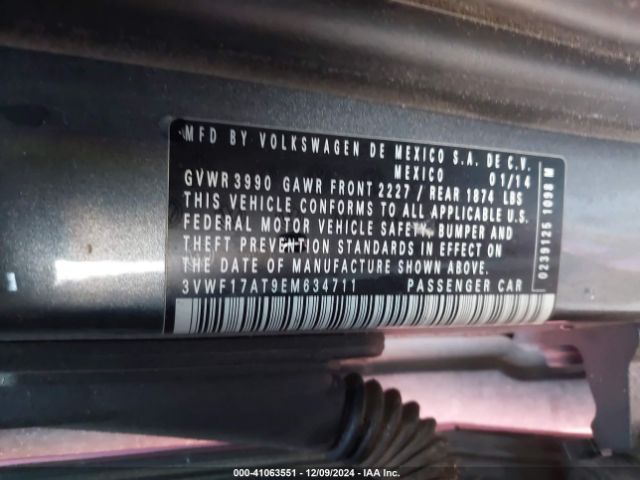 MFD BY VOLKSWAGEN DE MEXICO S.A. DE C.V.
MEXICO 01/14
GVWR 3990 GAWR FRONT 2227 / REAR 1874 LBS
THIS VEHICLE CONFORMS TO ALL APPLICABLE U.S.
FEDERAL MOTOR VEHICLE SAFETY, BUMPER AND
THEFT PREVENTION STANDARDS IN EFFECT ON
THE DATE OF MANUFACTURE SHOWN ABOVE.
3VWF17AT9EM634711 PASSENGER CAR
0239125 1098 M
000-41063551 - 12/09/2024 - IAA Inc.